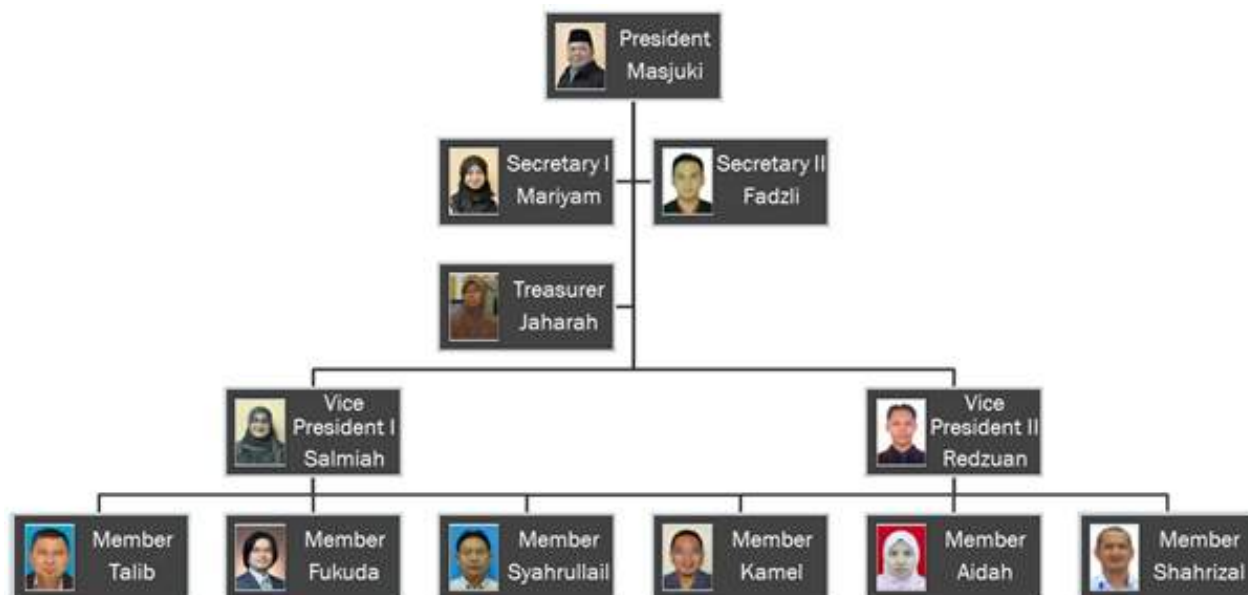 President
Masjuki
Secretary I
Mariyam
Secretary II
Fadzli
Treasurer
Jaharah
Vice
President I
Salmiah
Vice
President II
Redzuan
Member
Talib
Member
Fukuda
Member
Syahrullail
Member
Kamel
Member
Aidah
Member
Shahrizal